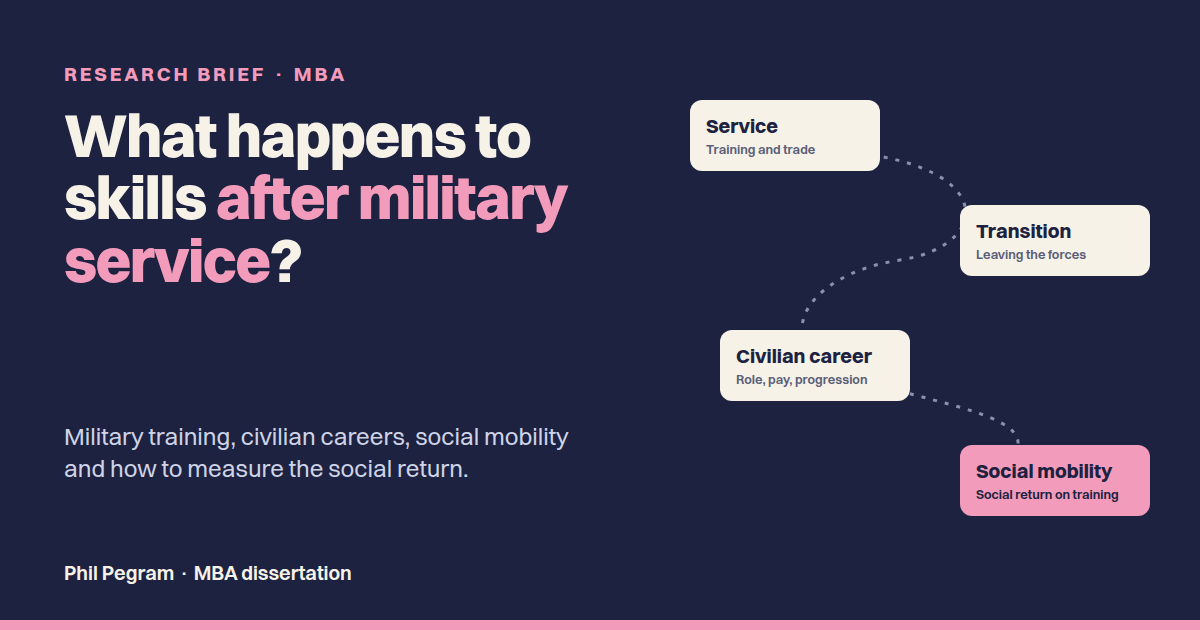 RESEARCH BRIEF · MBA
What happens to
skills after military
service?
Military training, civilian careers, social mobility
and how to measure the social return.
Phil Pegram · MBA dissertation
Service
Training and trade
Transition
Leaving the forces
Civilian career
Role, pay, progression
Social mobility
Social return on training